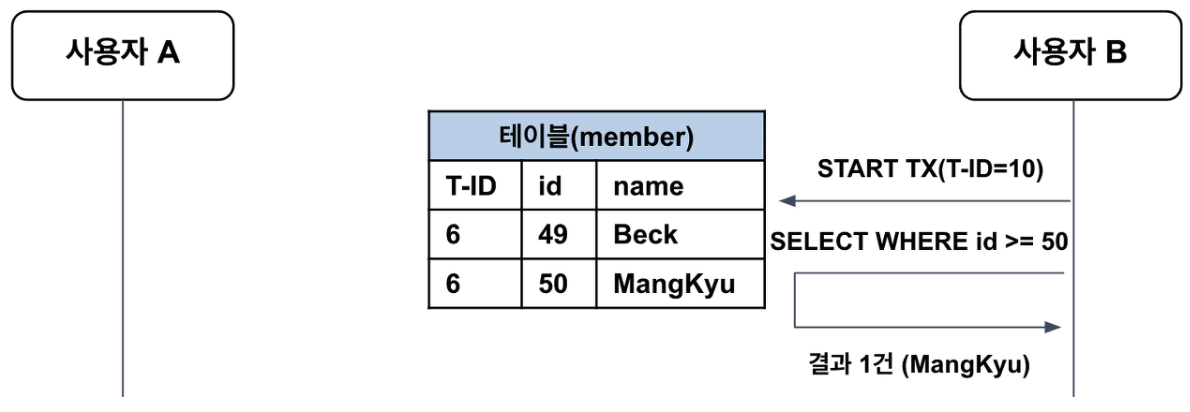 사용자 A
사용자 B
테이블(member)
T-ID id name
6 49 Beck
6 50 MangKyu
START TX(T-ID=10)
SELECT WHERE id >= 50
결과 1건 (MangKyu)